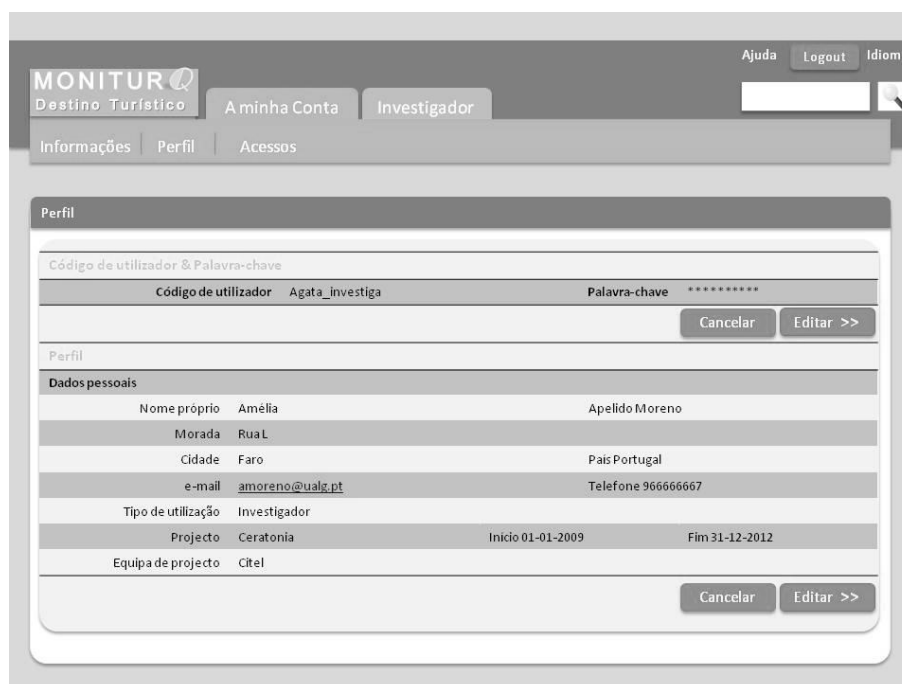 Ajuda Logout Idiom
MONITUR Q
Destino Turístico
A minha Conta Investigador
Informações Perfil Acessos
Perfil
Código de utilizador & Palavra-chave
Código de utilizador Agata_investiga Palavra-chave **********
Cancelar Editar >>
Perfil
Dados pessoais
Nome próprio Amélia Apelido Moreno
Morada Rua L
Cidade Faro Pais Portugal
e-mail amoreno@ualg.pt Telefone 966666667
Tipo de utilização Investigador
Projecto Ceratonia Inicio 01-01-2009 Fim 31-12-2012
Equipa de projecto Citel
Cancelar Editar >>